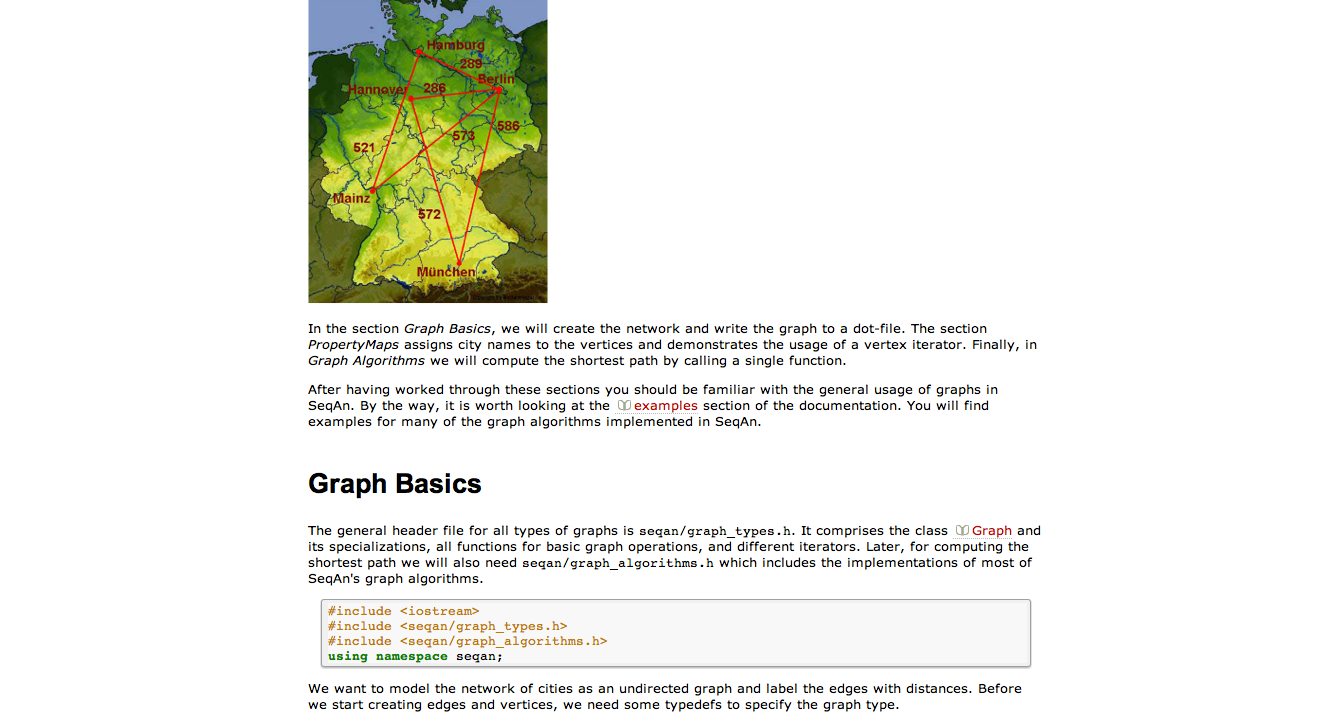 Hamburg
289
Berlin
Hannover 286
586
573
521
Mainz
572
München
In the section Graph Basics, we will create the network and write the graph to a dot-file. The section
PropertyMaps assigns city names to the vertices and demonstrates the usage of a vertex iterator. Finally, in
Graph Algorithms we will compute the shortest path by calling a single function.
After having worked through these sections you should be familiar with the general usage of graphs in
SeqAn. By the way, it is worth looking at the examples section of the documentation. You will find
examples for many of the graph algorithms implemented in SeqAn.
Graph Basics
The general header file for all types of graphs is seqan/graph_types.h. It comprises the class Graph and
its specializations, all functions for basic graph operations, and different iterators. Later, for computing the
shortest path we will also need seqan/graph_algorithms.h which includes the implementations of most of
SeqAn's graph algorithms.
#include <iostream>
#include <seqan/graph_types.h>
#include <seqan/graph_algorithms.h>
using namespace seqan;
We want to model the network of cities as an undirected graph and label the edges with distances. Before
we start creating edges and vertices, we need some typedefs to specify the graph type.